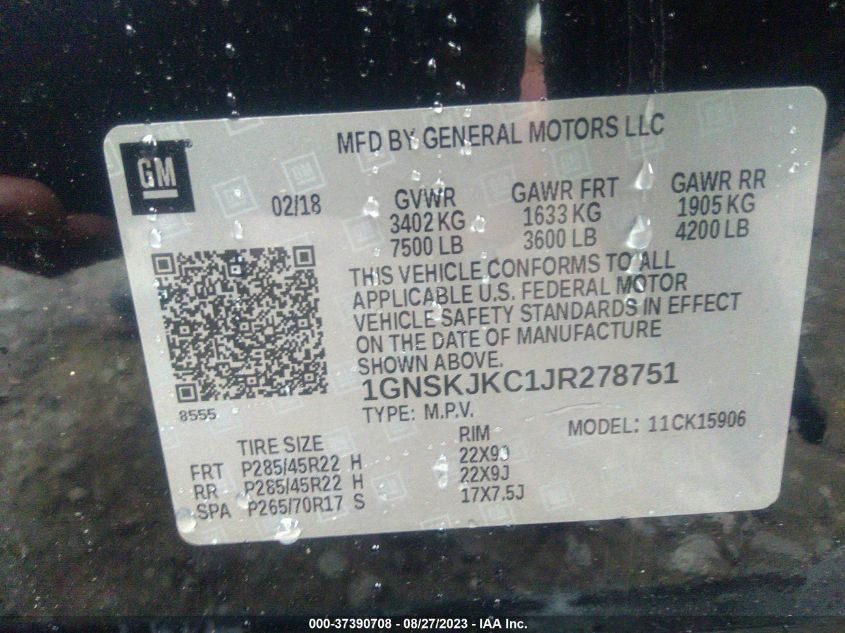 MFD BY GENERAL MOTORS LLC
GM
02/18
GVWR
3402 KG
7500 LB
GAWR FRT
1633 KG
3600 LB
GAWR RR
1905 KG
4200 LB
THIS VEHICLE CONFORMS TO ALL
APPLICABLE U.S. FEDERAL MOTOR
VEHICLE SAFETY STANDARDS IN EFFECT
ON THE DATE OF MANUFACTURE
SHOWN ABOVE.
1GNSKJKC1JR278751
8555
TYPE: M.P.V.
MODEL: 11CK15906
TIRE SIZE
RIM
FRT P285/45R22 H 22X9J
RR P285/45R22 H 22X9J
SPA P265/70R17 S 17X7.5J
000-37390708 - 08/27/2023 - IAA Inc.